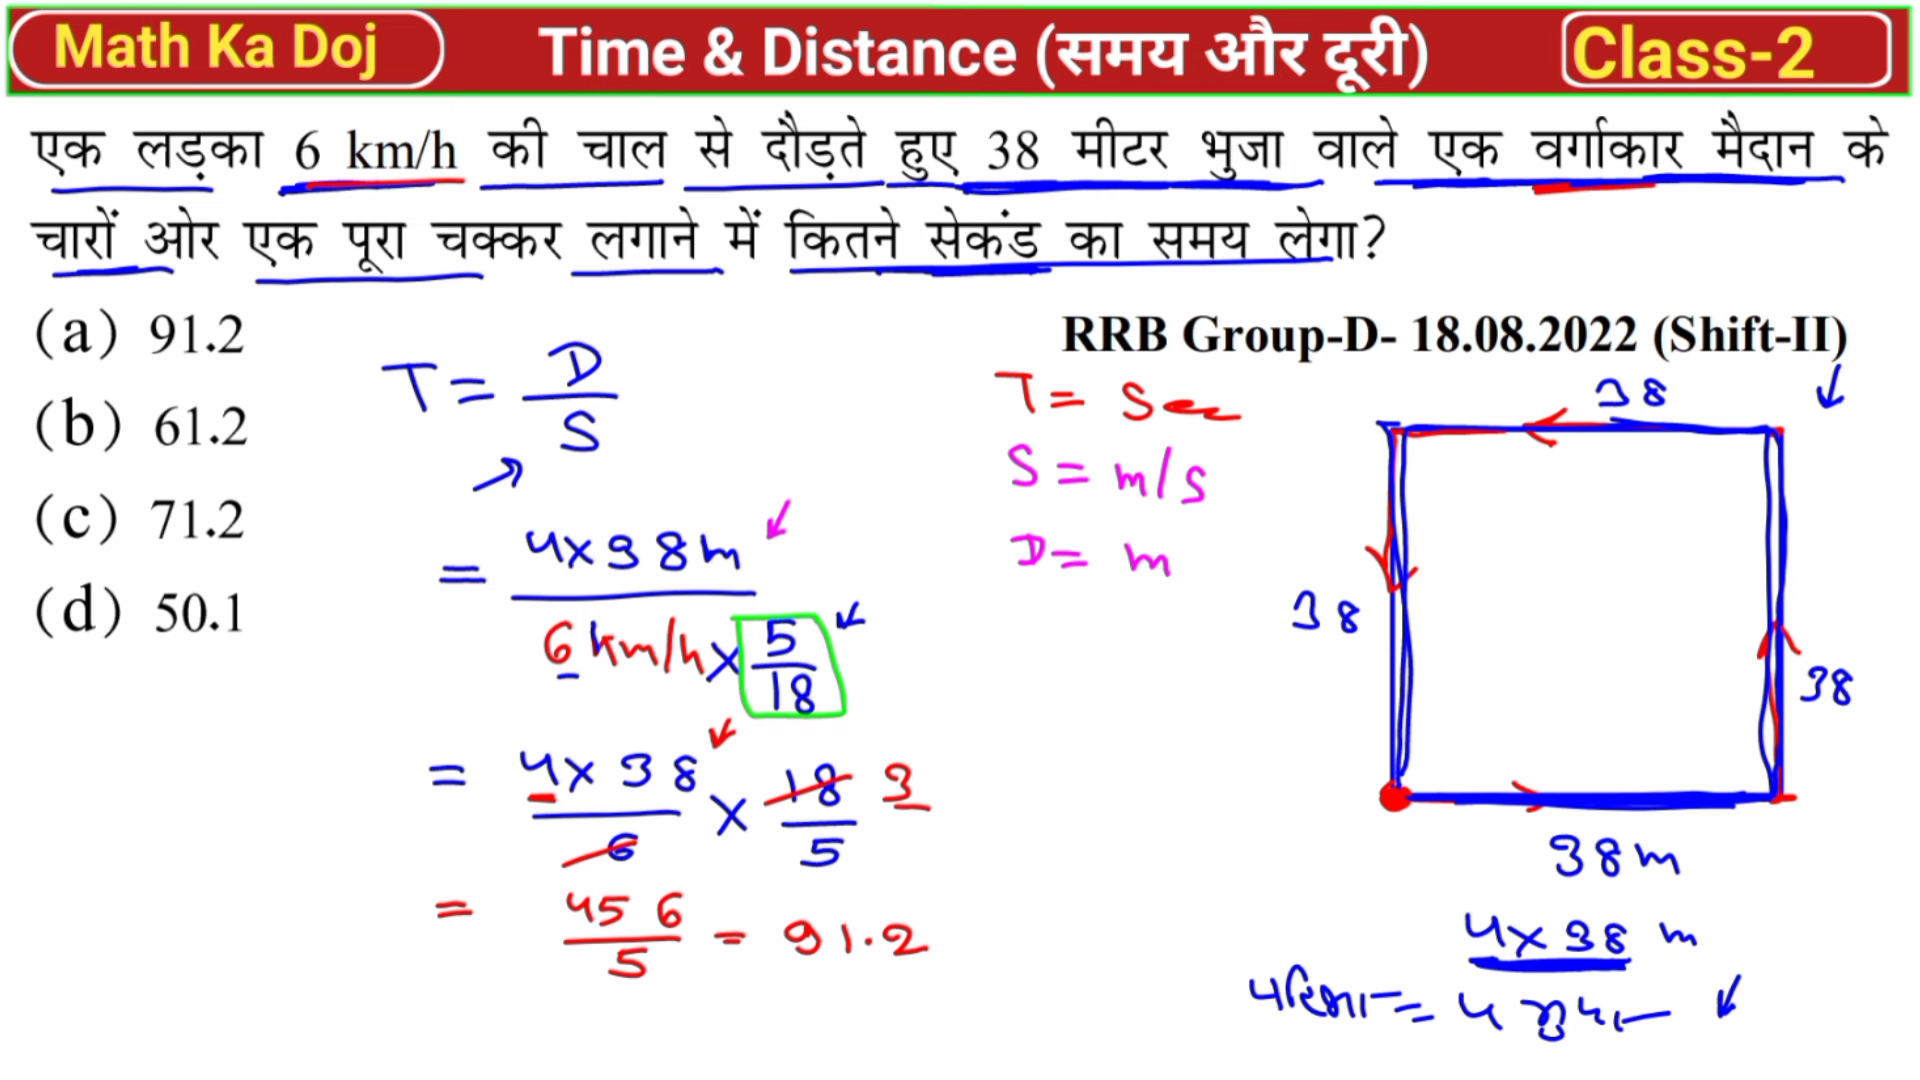 Math Ka Doj
Time & Distance (समय और दूरी)
Class-2
एक लड़का 6 km/h की चाल से दौड़ते हुए 38 मीटर भुजा वाले एक वर्गाकार मैदान के
चारों ओर एक पूरा चक्कर लगाने में कितने सेकंड का समय लेगा?
(a) 91.2
(b) 61.2
(c) 71.2
(d) 50.1
RRB Group-D- 18.08.2022 (Shift-II)
T = D/S
= 4×38m / 6km/h × 5/18
= 4×38/6 × 18/5 3
= 456/5 = 91.2
T = Sec
S = m/s
D = m
38
38
38
38m
4×38 m
= 4